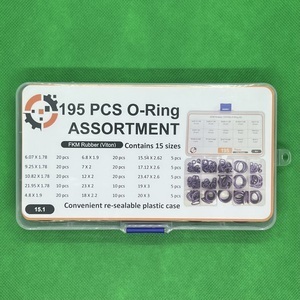 195 PCS O-Ring
ASSORTMENT
FKM Rubber (Viton) Contains 15 sizes
6.07 X 1.78 20 pcs 6.8 X 1.9 20 pcs 15.54 X 2.62 5 pcs
9.25 X 1.78 20 pcs 7 X 2 20 pcs 17.12 X 2.6 5 pcs
10.82 X 1.78 20 pcs 12 X 2 20 pcs 23.47 X 2.6 5 pcs
23.95 X 1.78 10 pcs 23 X 2 10 pcs 19 X 3 5 pcs
4.8 X 1.9 20 pcs 18 X 2.2 10 pcs 20 X 3 5 pcs
Convenient re-sealable plastic case
15.1